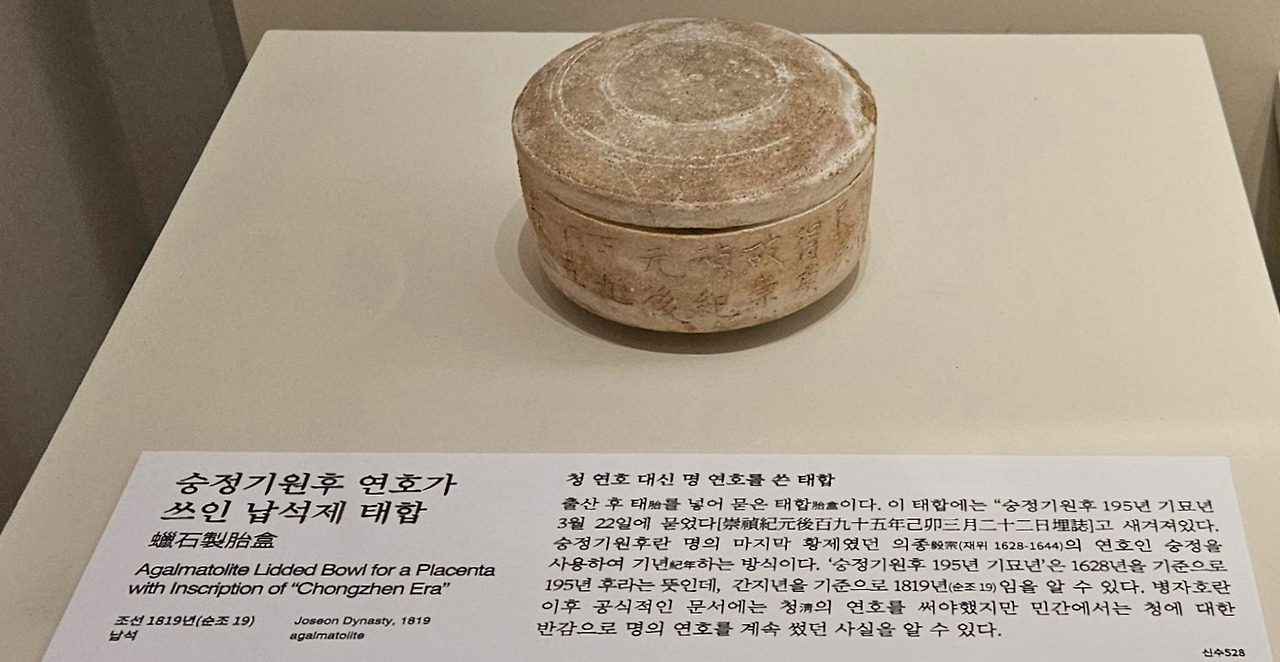 元 禎 故
後 紀 崇
숭정기원후 연호가
쓰인 납석제 태합
蠟石製胎盒
Agalmatolite Lidded Bowl for a Placenta
with Inscription of “Chongzhen Era”
조선 1819년(순조 19)
납석
Joseon Dynasty, 1819
agalmatolite
청 연호 대신 명 연호를 쓴 태합
출산 후 태胎를 넣어 묻은 태합胎盒이다. 이 태합에는 “숭정기원후 195년 기묘년
3월 22일에 묻었다[崇禎紀元後百九十五年己卯三月二十二日埋誌]고 새겨져있다.
숭정기원후란 명의 마지막 황제였던 의종毅宗(재위 1628-1644)의 연호인 숭정을
사용하여 기년紀年하는 방식이다. ‘숭정기원후 195년 기묘년’은 1628년을 기준으로
195년 후라는 뜻인데, 간지년을 기준으로 1819년(순조 19)임을 알 수 있다. 병자호란
이후 공식적인 문서에는 청淸의 연호를 써야했지만 민간에서는 청에 대한
반감으로 명의 연호를 계속 썼던 사실을 알 수 있다.
신수528